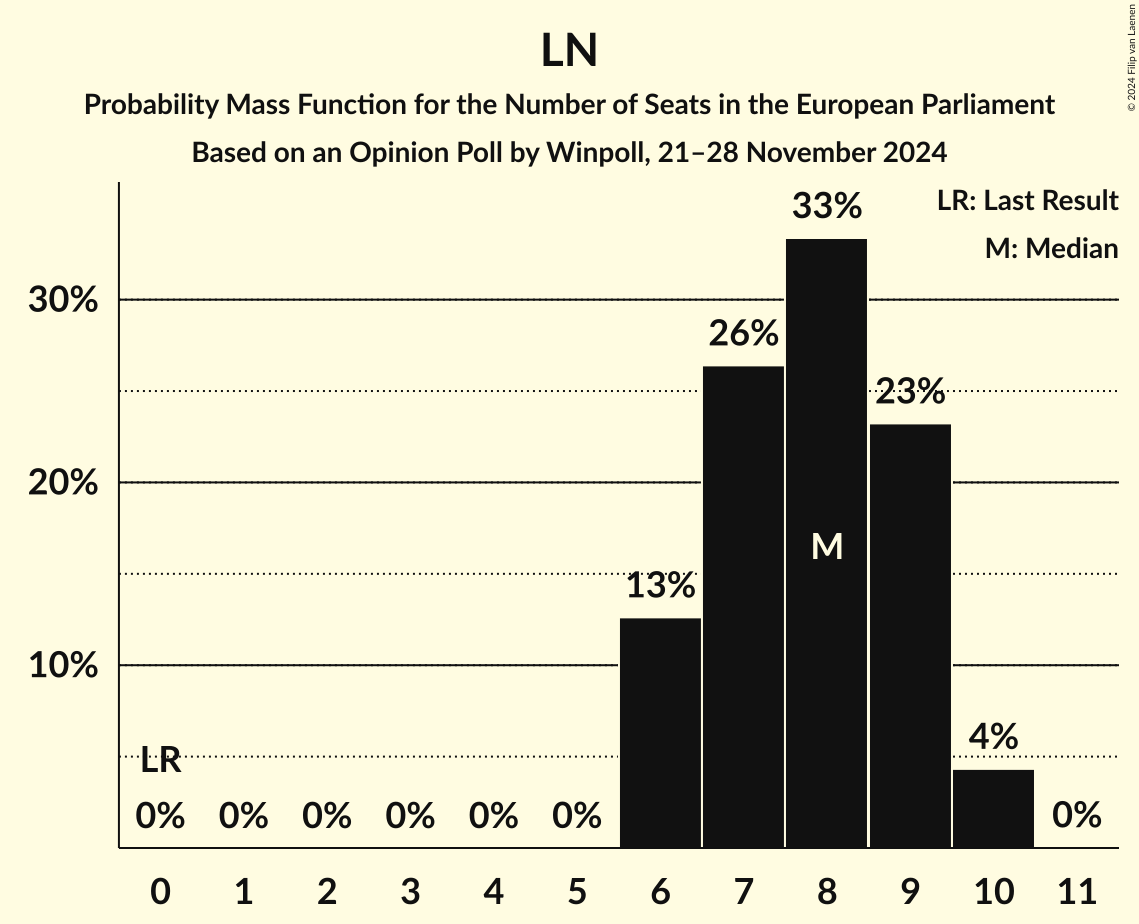 LN
Probability Mass Function for the Number of Seats in the European Parliament
Based on an Opinion Poll by Winpoll, 21–28 November 2024
© 2024 Filip van Laenen
LR: Last Result
M: Median
33%
30%
26%
23%
20%
M
13%
10%
4%
LR
0% 0% 0% 0% 0% 0% 0%
0 1 2 3 4 5 6 7 8 9 10 11